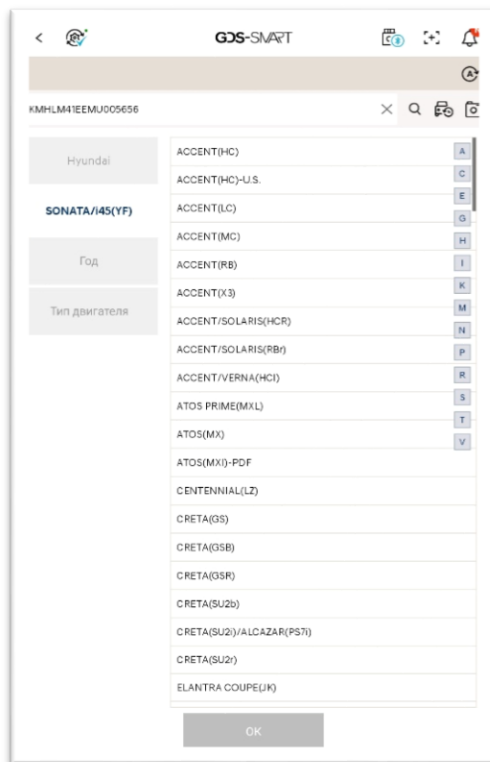 GDS-SMART
KMHLM41EEMU005656
Hyundai
SONATA/i45(YF)
Год
Тип двигателя
ACCENT(HC)
ACCENT(HC)-U.S.
ACCENT(LC)
ACCENT(MC)
ACCENT(RB)
ACCENT(X3)
ACCENT/SOLARIS(HCR)
ACCENT/SOLARIS(RBr)
ACCENT/VERNA(HCI)
ATOS PRIME(MXL)
ATOS(MX)
ATOS(MXI)-PDF
CENTENNIAL(LZ)
CRETA(GS)
CRETA(GSB)
CRETA(GSR)
CRETA(SU2b)
CRETA(SU2i)/ALCAZAR(PS7i)
CRETA(SU2r)
ELANTRA COUPE(JK)
A
C
E
G
H
I
K
M
N
P
R
S
T
V
OK